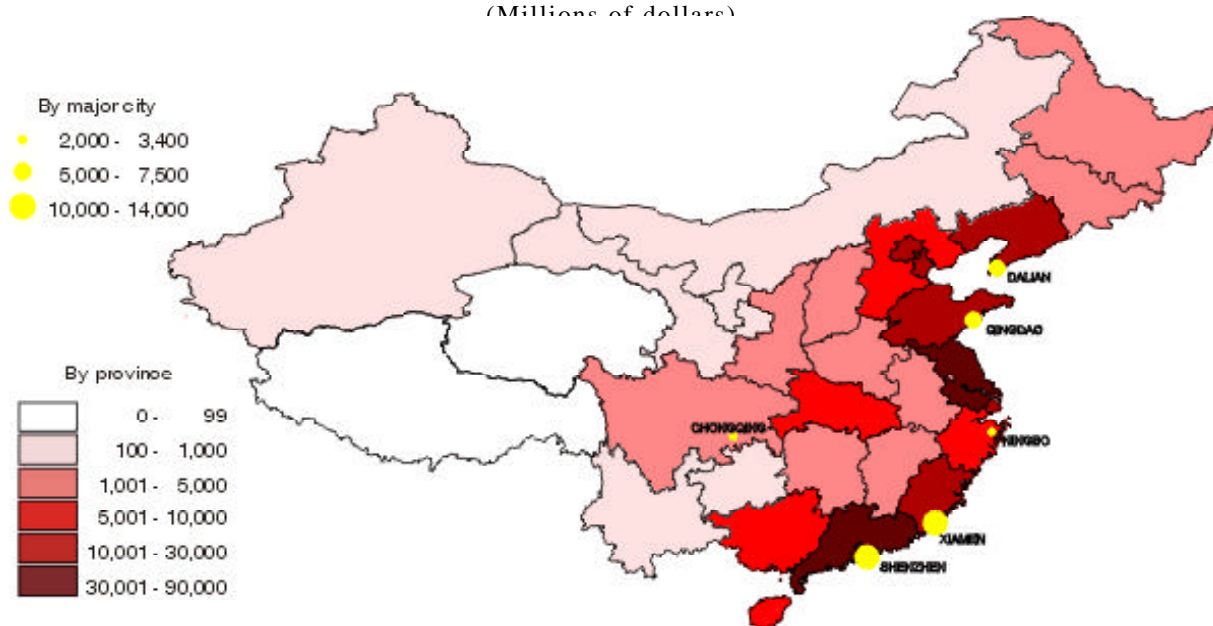 (Millions of dollars)
By major city
2,000 - 3,400
5,000 - 7,500
10,000 - 14,000
DALIAN
QINGDAO
By province
0 - 99
100 - 1,000
1,001 - 5,000
5,001 - 10,000
10,001 - 30,000
30,001 - 90,000
CHONGQING
NINGBO
XIAMEN
SHENZHEN